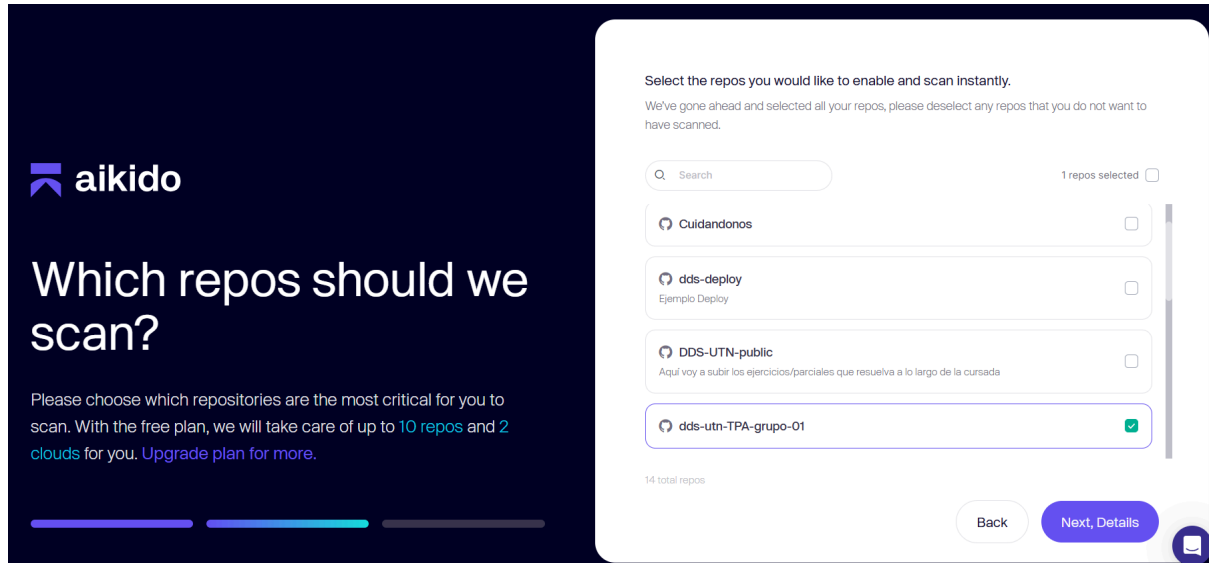 aikido
Which repos should we
scan?
Please choose which repositories are the most critical for you to
scan. With the free plan, we will take care of up to 10 repos and 2
clouds for you. Upgrade plan for more.
Select the repos you would like to enable and scan instantly.
We've gone ahead and selected all your repos, please deselect any repos that you do not want to
have scanned.
Search
1 repos selected
Cuidandonos
dds-deploy
Ejemplo Deploy
DDS-UTN-public
Aquí voy a subir los ejercicios/parciales que resuelva a lo largo de la cursada
dds-utn-TPA-grupo-01
14 total repos
Back
Next, Details